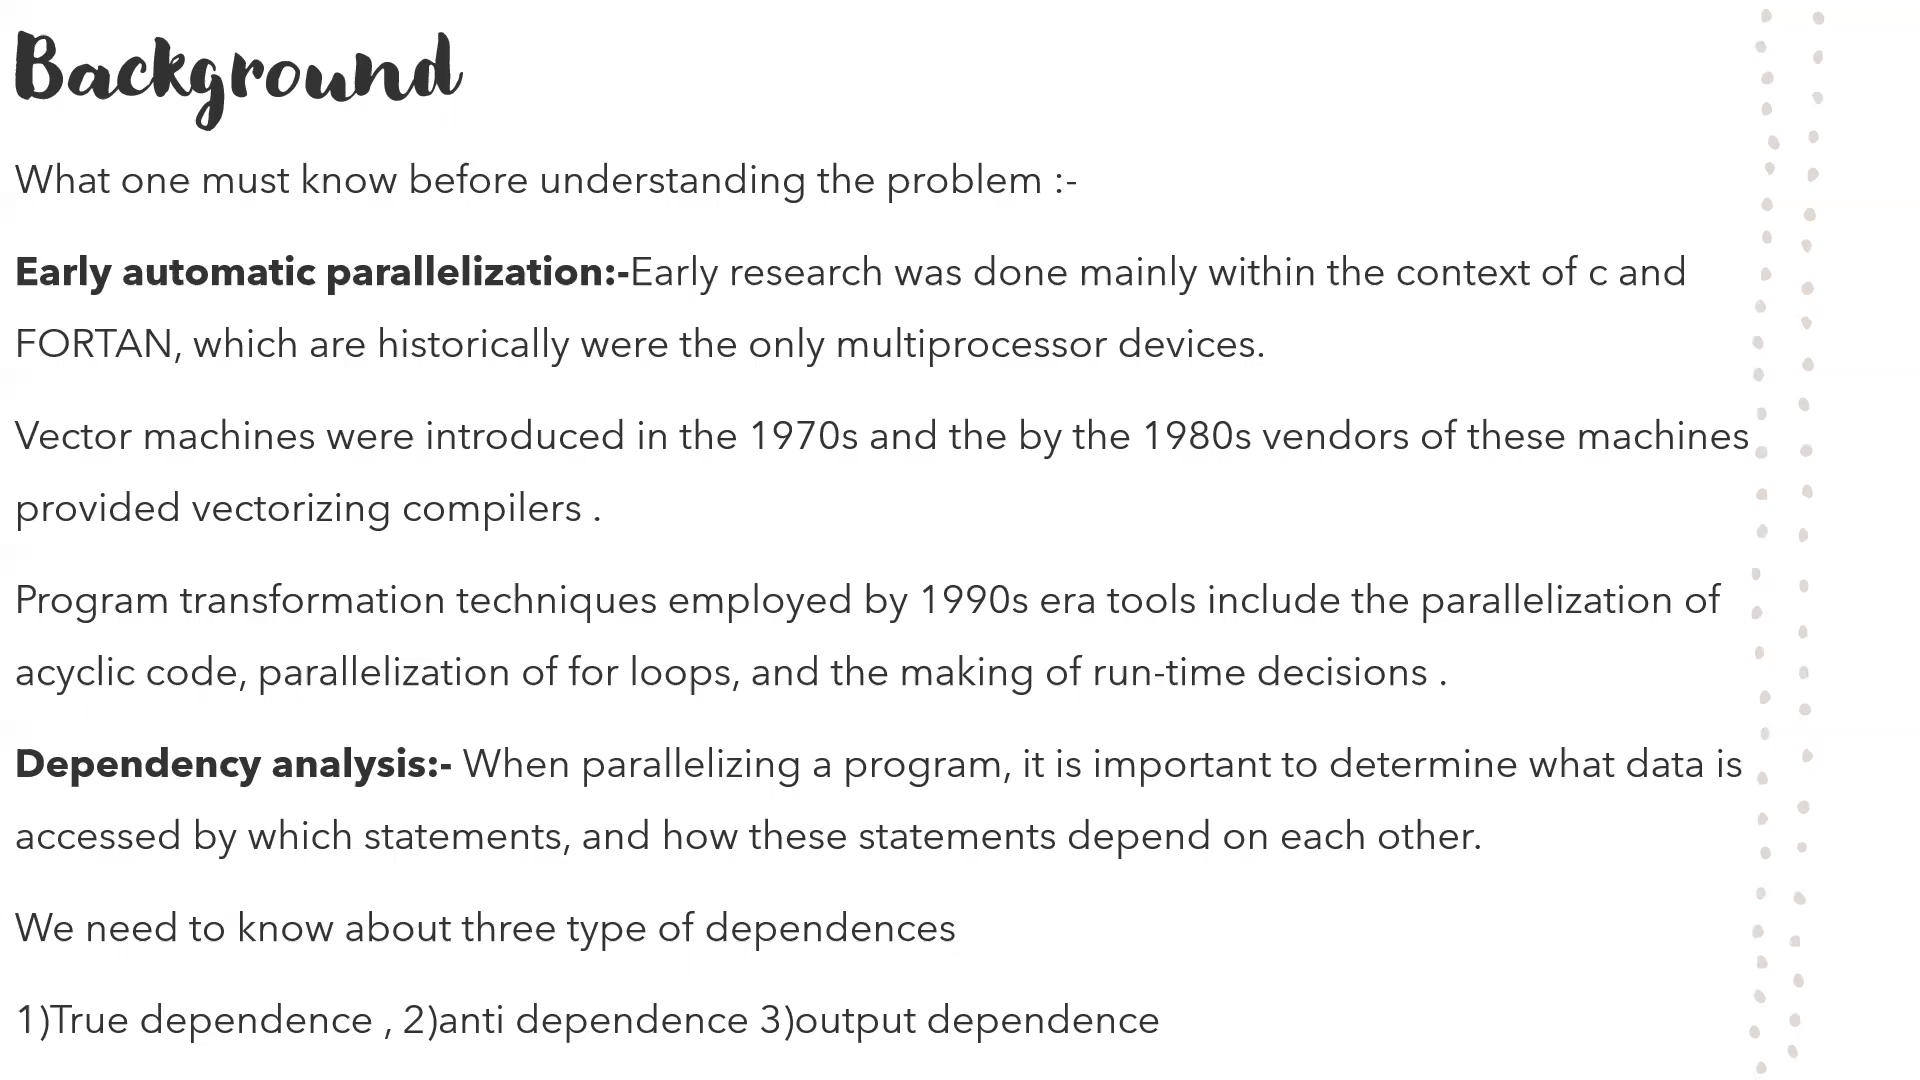 Background
What one must know before understanding the problem :-
Early automatic parallelization:-Early research was done mainly within the context of c and
FORTAN, which are historically were the only multiprocessor devices.
Vector machines were introduced in the 1970s and the by the 1980s vendors of these machines
provided vectorizing compilers .
Program transformation techniques employed by 1990s era tools include the parallelization of
acyclic code, parallelization of for loops, and the making of run-time decisions .
Dependency analysis:- When parallelizing a program, it is important to determine what data is
accessed by which statements, and how these statements depend on each other.
We need to know about three type of dependences
1)True dependence , 2)anti dependence 3)output dependence